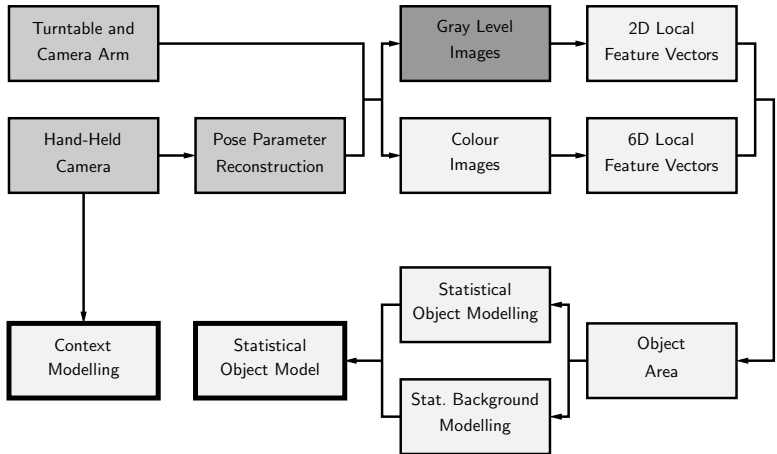 Turntable and
Camera Arm
Gray Level
Images
2D Local
Feature Vectors
Hand-Held
Camera
Pose Parameter
Reconstruction
Colour
Images
6D Local
Feature Vectors
Context
Modelling
Statistical
Object Model
Statistical
Object Modelling
Stat. Background
Modelling
Object
Area